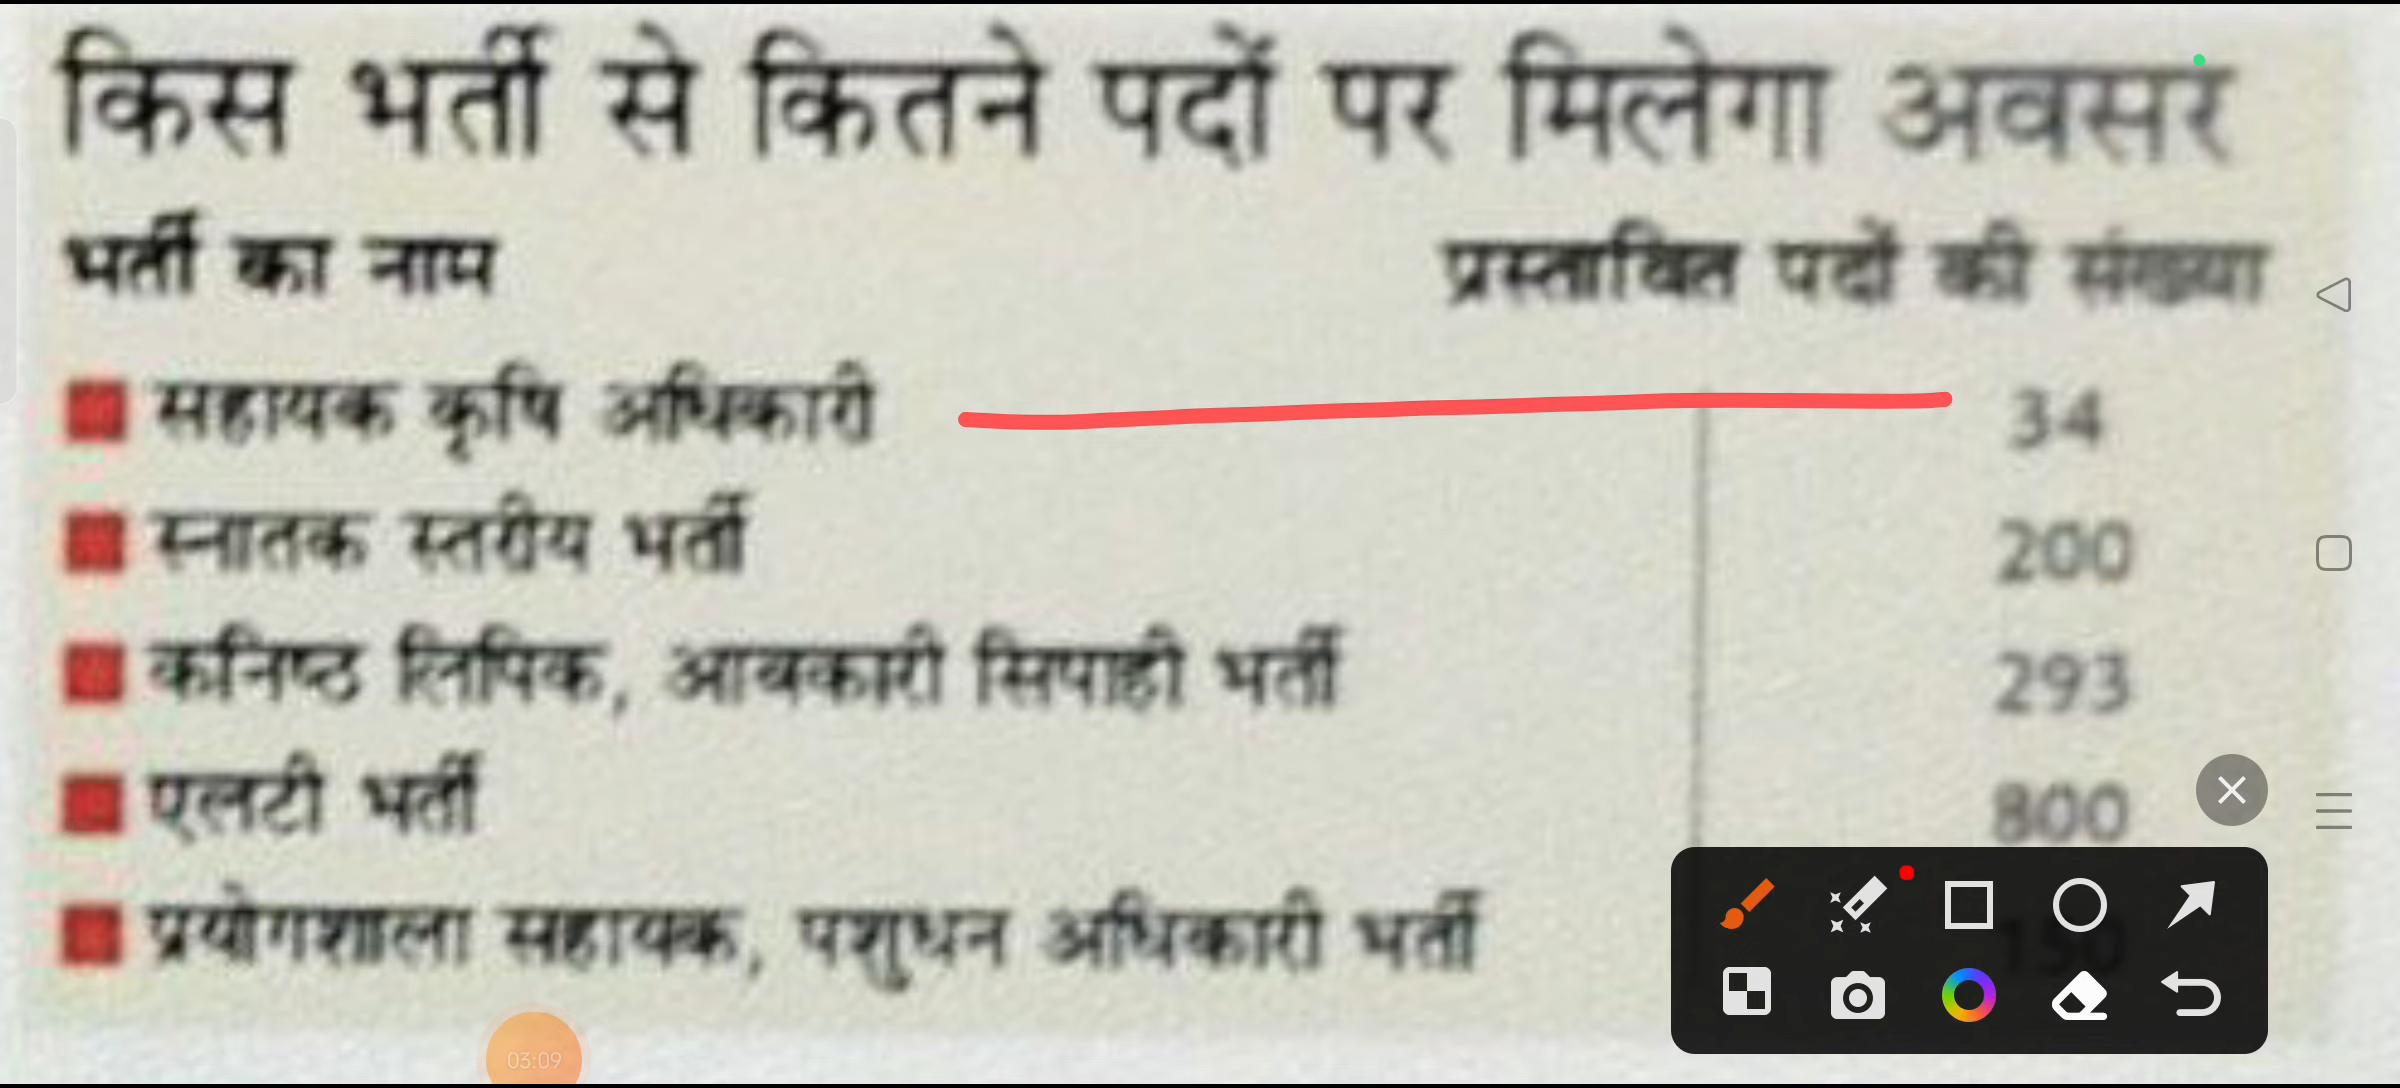 किस भर्ती से कितने पदों पर मिलेगा अवसर
भर्ती का नाम प्रस्तावित पदों की संख्या
सहायक कृषि अधिकारी 34
स्नातक स्तरीय भर्ती 200
कनिष्ठ लिपिक, आबकारी सिपाही भर्ती 293
एलटी भर्ती 800
प्रयोगशाला सहायक, पशुधन अधिकारी भर्ती 150
03:09